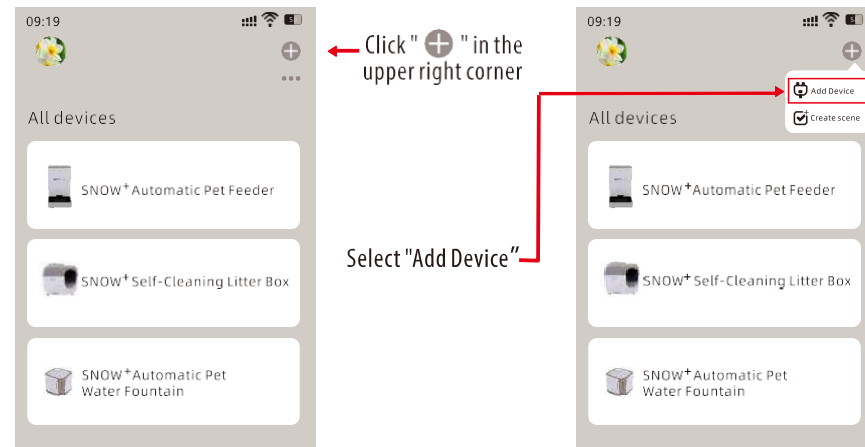 09:19
All devices
SNOW+Automatic Pet Feeder
SNOW+Self-Cleaning Litter Box
SNOW+Automatic Pet
Water Fountain
Click " + " in the
upper right corner
Select "Add Device”
09:19
Add Device
Create scene
All devices
SNOW+Automatic Pet Feeder
SNOW+Self-Cleaning Litter Box
SNOW+Automatic Pet
Water Fountain